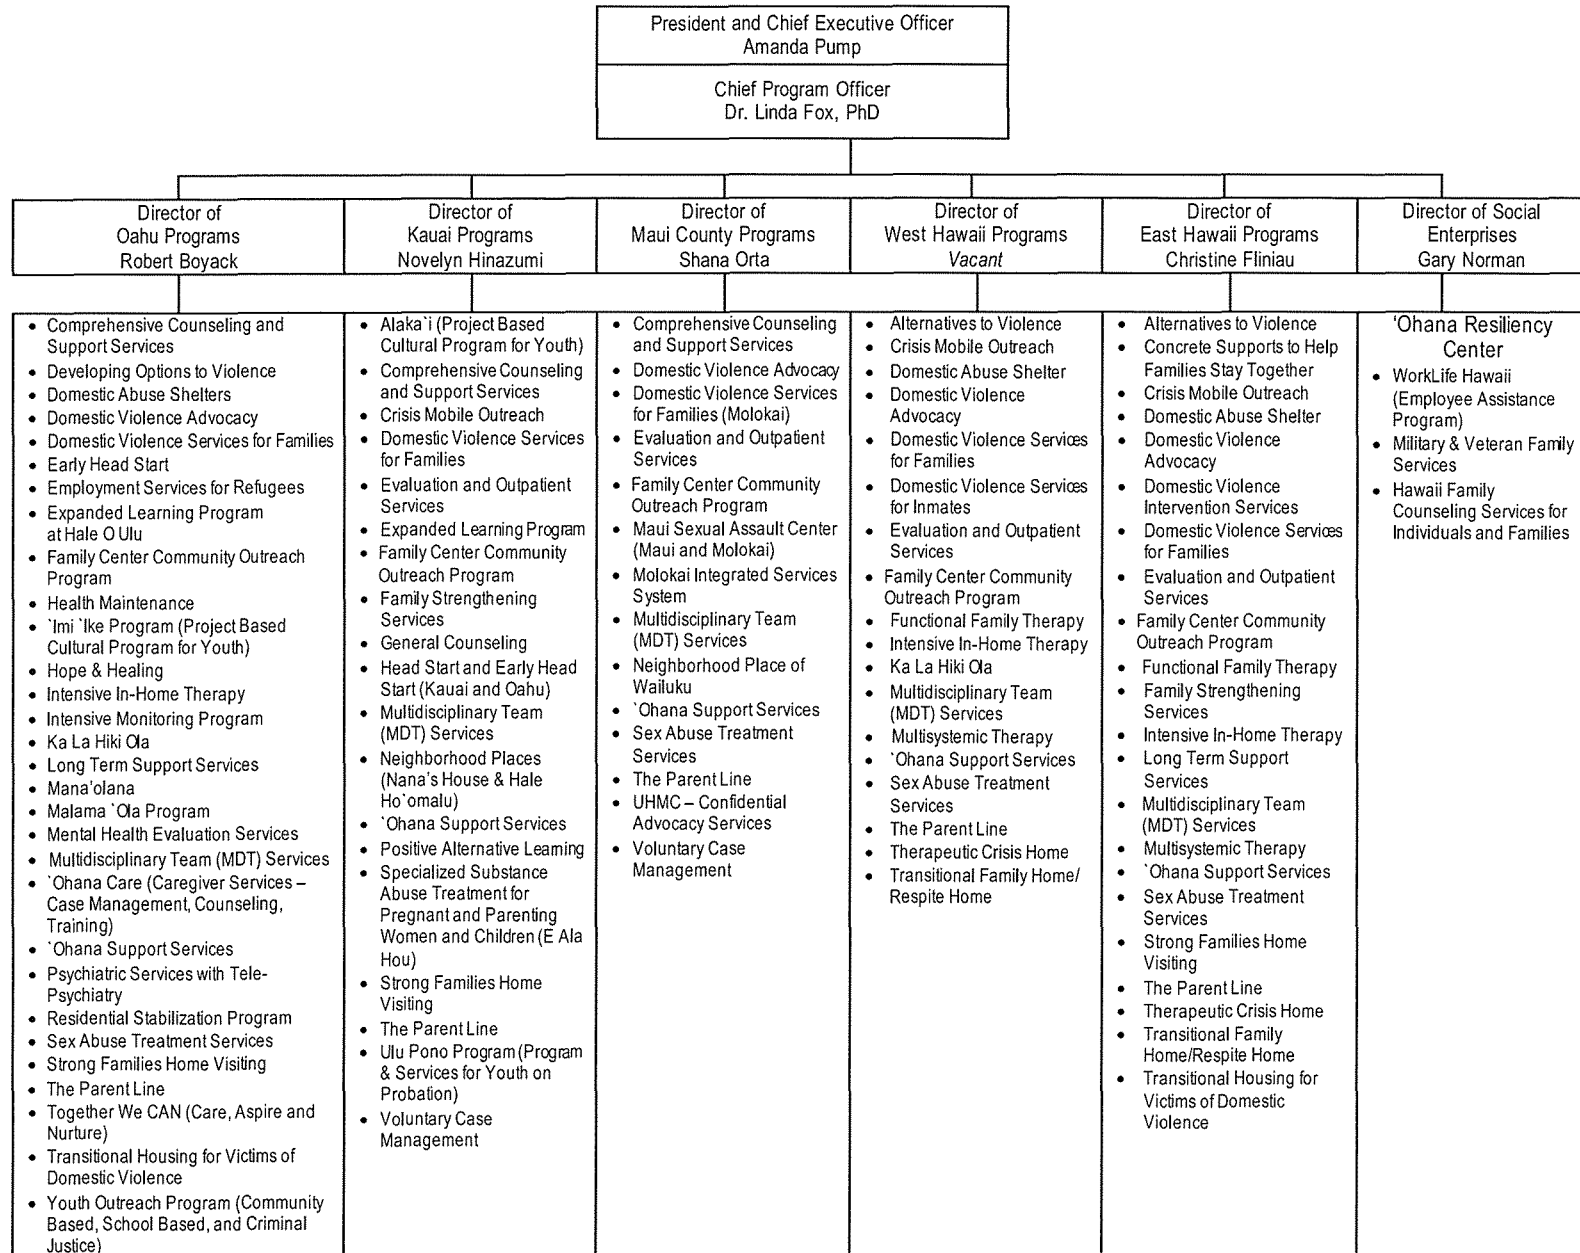 President and Chief Executive Officer
Amanda Pump
Chief Program Officer
Dr. Linda Fox, PhD
Director of
Oahu Programs
Robert Boyack
Director of
Kauai Programs
Novelyn Hinazumi
Director of
Maui County Programs
Shana Orta
Director of
West Hawaii Programs
Vacant
Director of
East Hawaii Programs
Christine Fliniau
Director of Social
Enterprises
Gary Norman
• Comprehensive Counseling and
Support Services
• Developing Options to Violence
• Domestic Abuse Shelters
• Domestic Violence Advocacy
• Domestic Violence Services for Families
• Early Head Start
• Employment Services for Refugees
• Expanded Learning Program
at Hale O Ulu
• Family Center Community Outreach
Program
• Health Maintenance
• `Imi `Ike Program (Project Based
Cultural Program for Youth)
• Hope & Healing
• Intensive In-Home Therapy
• Intensive Monitoring Program
• Ka La Hiki Ola
• Long Term Support Services
• Mana'olana
• Malama `Ola Program
• Mental Health Evaluation Services
• Multidisciplinary Team (MDT) Services
• `Ohana Care (Caregiver Services –
Case Management, Counseling,
Training)
• `Ohana Support Services
• Psychiatric Services with Tele-
Psychiatry
• Residential Stabilization Program
• Sex Abuse Treatment Services
• Strong Families Home Visiting
• The Parent Line
• Together We CAN (Care, Aspire and
Nurture)
• Transitional Housing for Victims of
Domestic Violence
• Youth Outreach Program (Community
Based, School Based, and Criminal
Justice)
• Alaka`i (Project Based
Cultural Program for Youth)
• Comprehensive Counseling
and Support Services
• Crisis Mobile Outreach
• Domestic Violence Services
for Families
• Evaluation and Outpatient
Services
• Expanded Learning Program
• Family Center Community
Outreach Program
• Family Strengthening
Services
• General Counseling
• Head Start and Early Head
Start (Kauai and Oahu)
• Multidisciplinary Team
(MDT) Services
• Neighborhood Places
(Nana's House & Hale
Ho`omalu)
• `Ohana Support Services
• Positive Alternative Learning
• Specialized Substance
Abuse Treatment for
Pregnant and Parenting
Women and Children (E Ala
Hou)
• Strong Families Home
Visiting
• The Parent Line
• Ulu Pono Program (Program
& Services for Youth on
Probation)
• Voluntary Case
Management
• Comprehensive Counseling
and Support Services
• Domestic Violence Advocacy
• Domestic Violence Services
for Families (Molokai)
• Evaluation and Outpatient
Services
• Family Center Community
Outreach Program
• Maui Sexual Assault Center
(Maui and Molokai)
• Molokai Integrated Services
System
• Multidisciplinary Team
(MDT) Services
• Neighborhood Place of
Wailuku
• `Ohana Support Services
• Sex Abuse Treatment
Services
• The Parent Line
• UHMC – Confidential
Advocacy Services
• Voluntary Case
Management
• Alternatives to Violence
• Crisis Mobile Outreach
• Domestic Abuse Shelter
• Domestic Violence
Advocacy
• Domestic Violence Services
for Families
• Domestic Violence Services
for Inmates
• Evaluation and Outpatient
Services
• Family Center Community
Outreach Program
• Functional Family Therapy
• Intensive In-Home Therapy
• Ka La Hiki Ola
• Multidisciplinary Team
(MDT) Services
• Multisystemic Therapy
• `Ohana Support Services
• Sex Abuse Treatment
Services
• The Parent Line
• Therapeutic Crisis Home
• Transitional Family Home/
Respite Home
• Alternatives to Violence
• Concrete Supports to Help
Families Stay Together
• Crisis Mobile Outreach
• Domestic Abuse Shelter
• Domestic Violence
Advocacy
• Domestic Violence
Intervention Services
• Domestic Violence Services
for Families
• Evaluation and Outpatient
Services
• Family Center Community
Outreach Program
• Functional Family Therapy
• Family Strengthening
Services
• Intensive In-Home Therapy
• Long Term Support
Services
• Multidisciplinary Team
(MDT) Services
• Multisystemic Therapy
• `Ohana Support Services
• Sex Abuse Treatment
Services
• Strong Families Home
Visiting
• The Parent Line
• Therapeutic Crisis Home
• Transitional Family
Home/Respite Home
• Transitional Housing for
Victims of Domestic
Violence
'Ohana Resiliency
Center
• WorkLife Hawaii
(Employee Assistance
Program)
• Military & Veteran Family
Services
• Hawaii Family
Counseling Services for
Individuals and Families